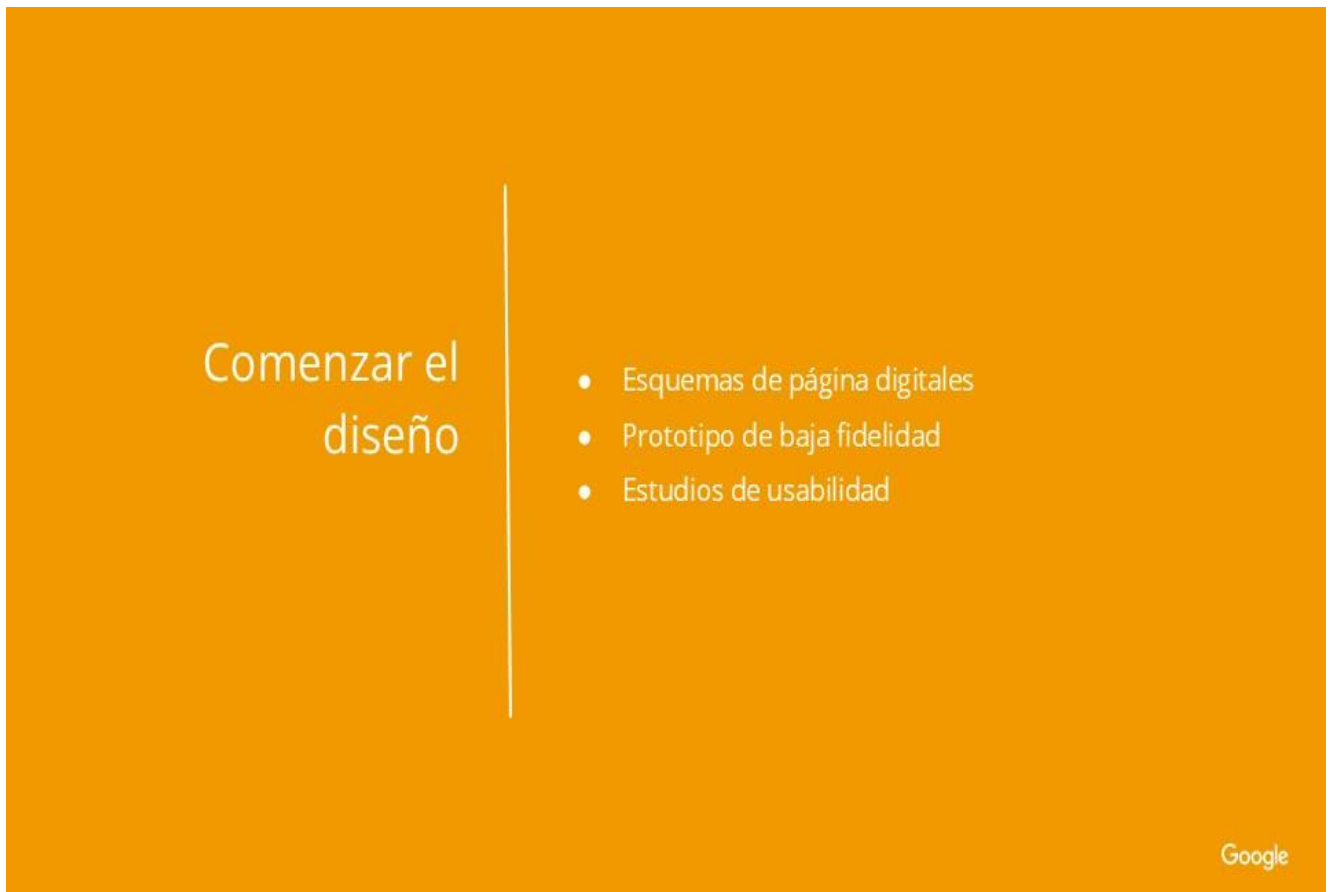 Comenzar el
diseño
● Esquemas de página digitales
● Prototipo de baja fidelidad
● Estudios de usabilidad
Google